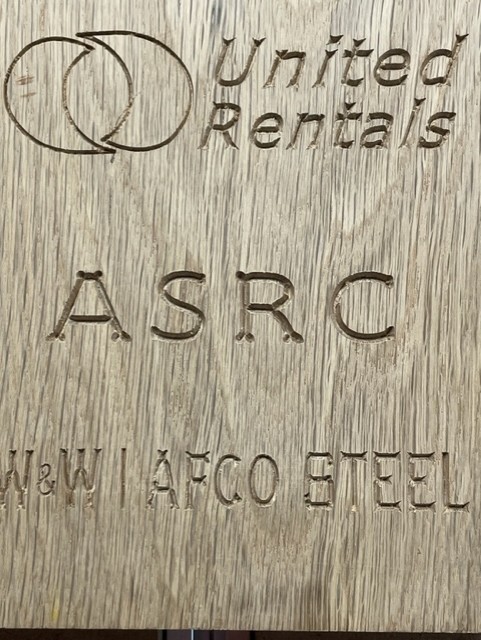 United
Rentals
ASRC
W&W | AFCO STEEL